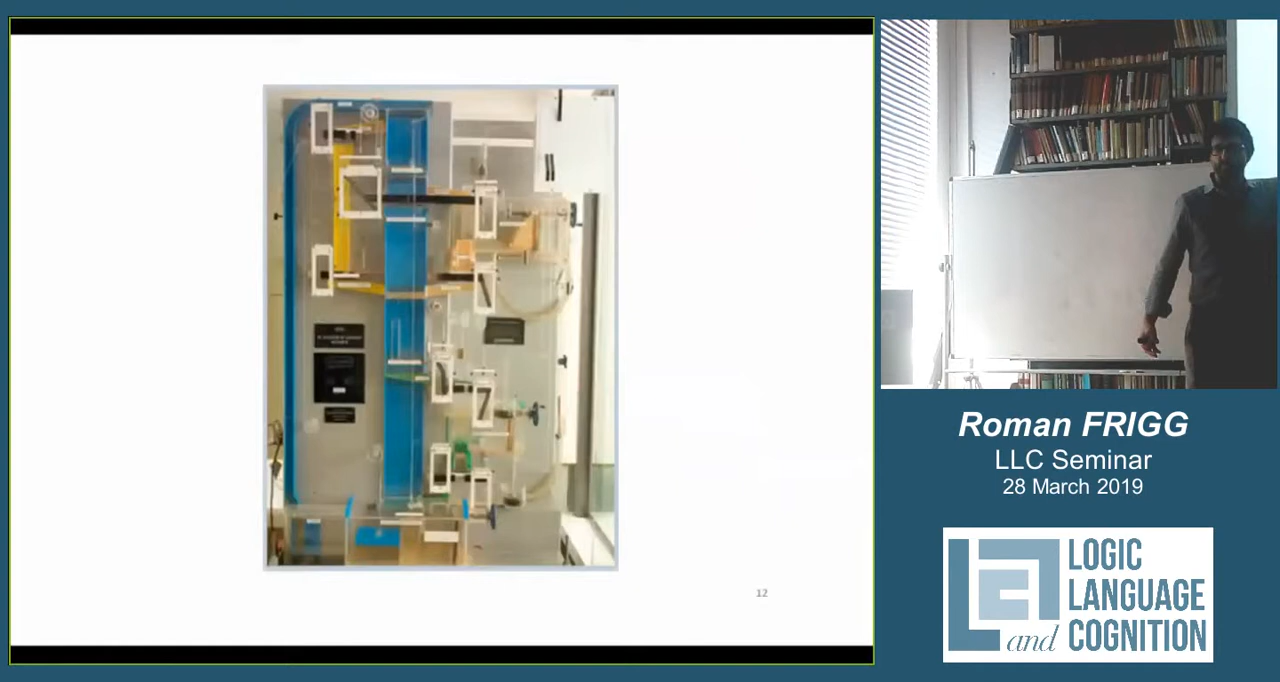 12
Roman FRIGG
LLC Seminar
28 March 2019
LOGIC
LANGUAGE
and COGNITION